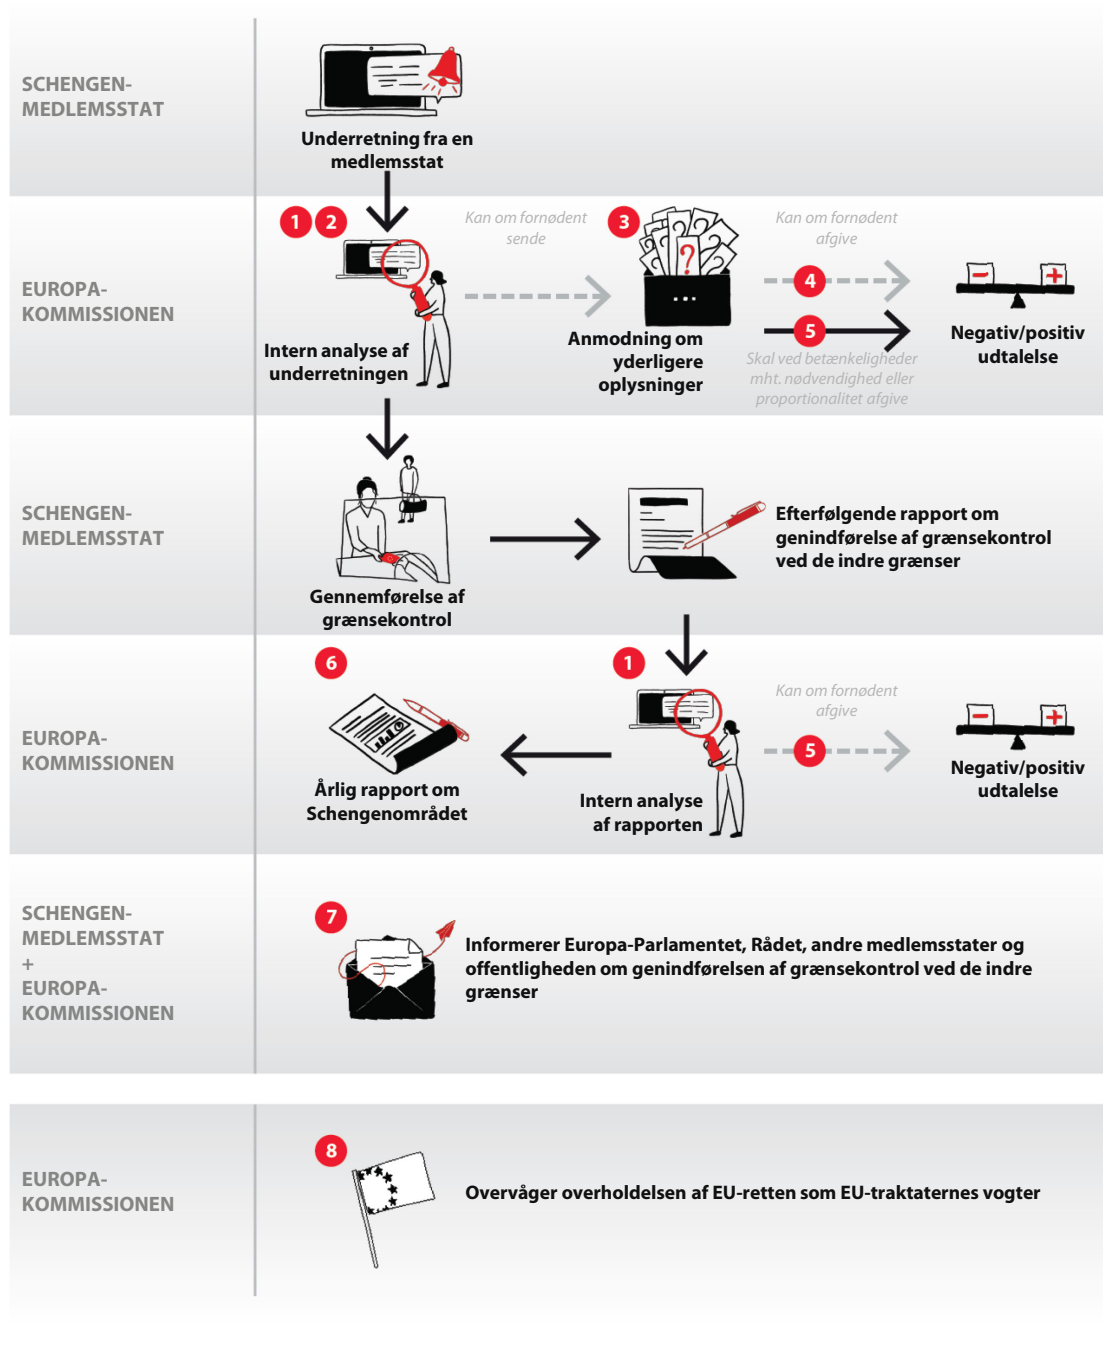 SCHENGEN-
MEDLEMSSTAT
Underretning fra en
medlemsstat
EUROPA-
KOMMISSIONEN
1 2
Intern analyse af
underretningen
Kan om fornødent
sende
3
Anmodning om
yderligere
oplysninger
Kan om fornødent
afgive
4
5
Skal ved betænkeligheder
mht. nødvendighed eller
proportionalitet afgive
Negativ/positiv
udtalelse
SCHENGEN-
MEDLEMSSTAT
Gennemførelse af
grænsekontrol
Efterfølgende rapport om
genindførelse af grænsekontrol
ved de indre grænser
EUROPA-
KOMMISSIONEN
6
Årlig rapport om
Schengenområdet
1
Intern analyse
af rapporten
Kan om fornødent
afgive
5
Negativ/positiv
udtalelse
SCHENGEN-
MEDLEMSSTAT
+
EUROPA-
KOMMISSIONEN
7
Informerer Europa-Parlamentet, Rådet, andre medlemsstater og
offentligheden om genindførelsen af grænsekontrol ved de indre
grænser
EUROPA-
KOMMISSIONEN
8
Overvåger overholdelsen af EU-retten som EU-traktaternes vogter